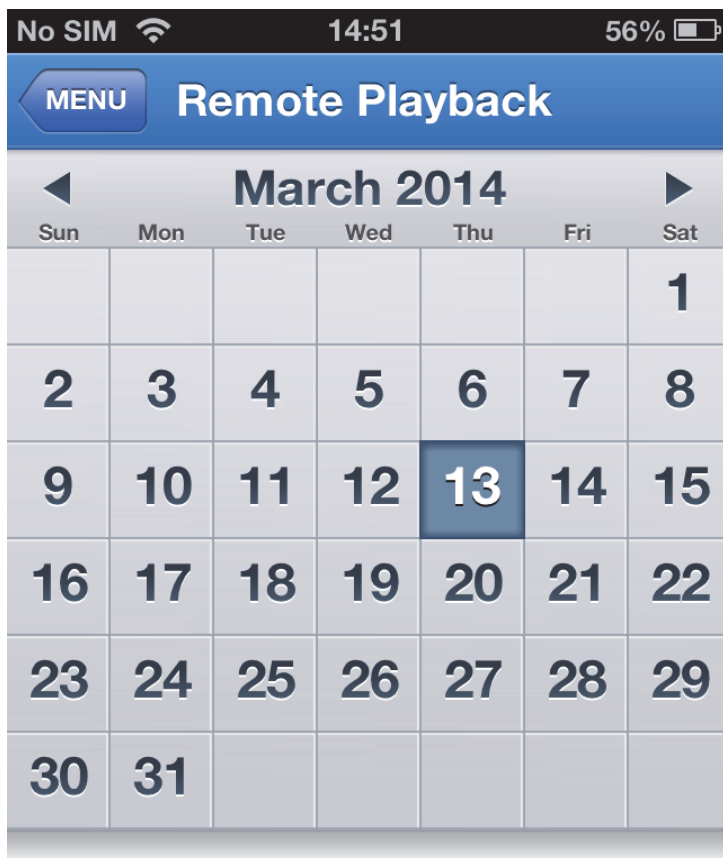 No SIM 14:51 56%
MENU Remote Playback
March 2014
Sun Mon Tue Wed Thu Fri Sat
1
2 3 4 5 6 7 8
9 10 11 12 13 14 15
16 17 18 19 20 21 22
23 24 25 26 27 28 29
30 31